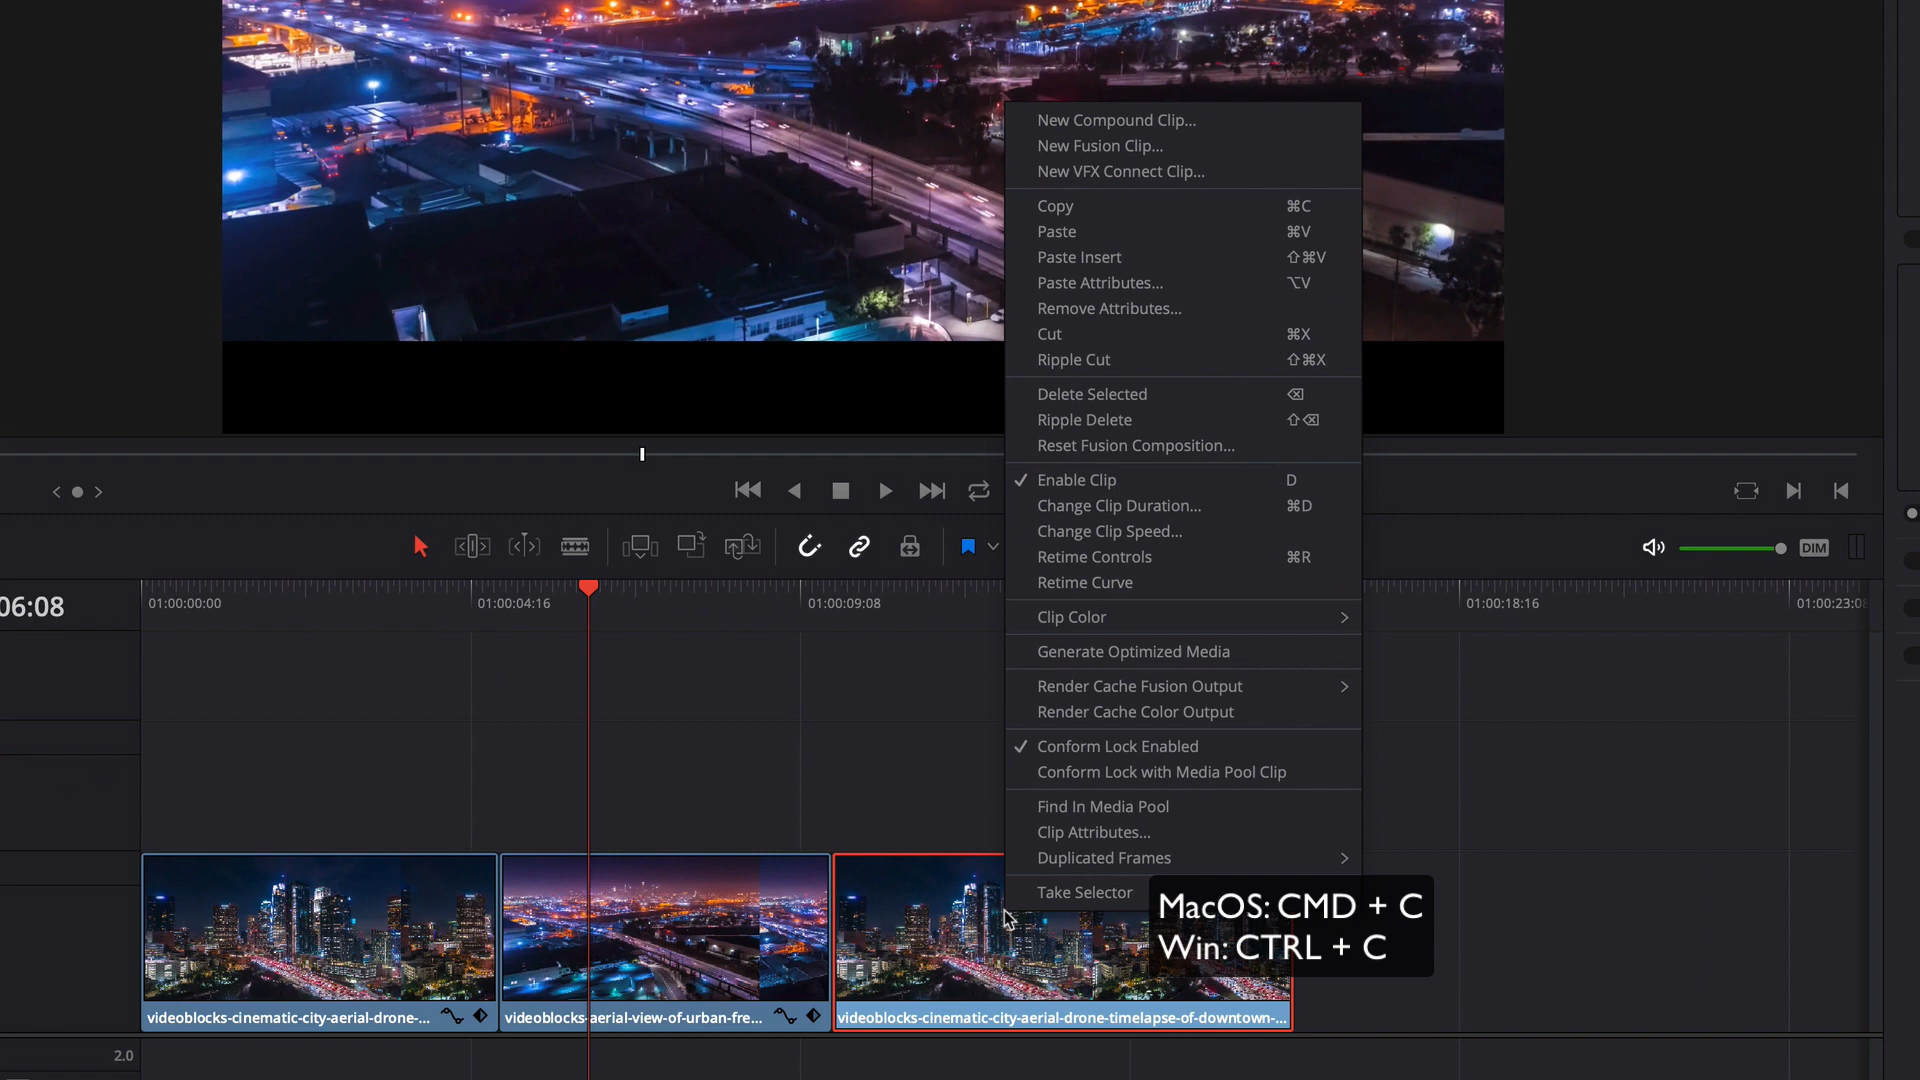 New Compound Clip...
New Fusion Clip...
New VFX Connect Clip...
Copy ⌘C
Paste ⌘V
Paste Insert ⇧⌘V
Paste Attributes... ⌥V
Remove Attributes...
Cut ⌘X
Ripple Cut ⇧⌘X
Delete Selected ⌫
Ripple Delete ⇧⌫
Reset Fusion Composition...
Enable Clip D
Change Clip Duration... ⌘D
Change Clip Speed...
Retime Controls ⌘R
Retime Curve
Clip Color
Generate Optimized Media
Render Cache Fusion Output
Render Cache Color Output
Conform Lock Enabled
Conform Lock with Media Pool Clip
Find In Media Pool
Clip Attributes...
Duplicated Frames
Take Selector
MacOS: CMD + C
Win: CTRL + C
DIM
06:08
01:00:00:00
01:00:04:16
01:00:09:08
01:00:18:16
01:00:23:08
videoblocks-cinematic-city-aerial-drone-...
videoblocks-aerial-view-of-urban-fre...
videoblocks-cinematic-city-aerial-drone-timelapse-of-downtown-...
2.0